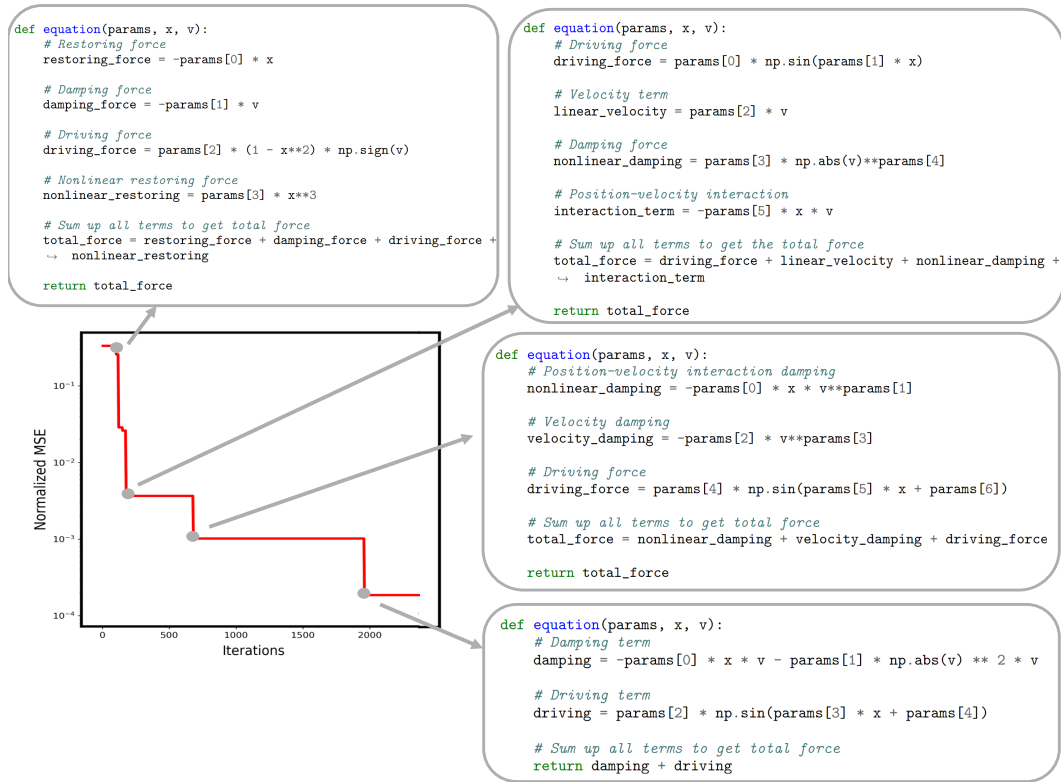 def equation(params, x, v):
    # Restoring force
    restoring_force = -params[0] * x

    # Damping force
    damping_force = -params[1] * v

    # Driving force
    driving_force = params[2] * (1 - x**2) * np.sign(v)

    # Nonlinear restoring force
    nonlinear_restoring = params[3] * x**3

    # Sum up all terms to get total force
    total_force = restoring_force + damping_force + driving_force +
    ↪ nonlinear_restoring

    return total_force
def equation(params, x, v):
    # Driving force
    driving_force = params[0] * np.sin(params[1] * x)

    # Velocity term
    linear_velocity = params[2] * v

    # Damping force
    nonlinear_damping = params[3] * np.abs(v)**params[4]

    # Position-velocity interaction
    interaction_term = -params[5] * x * v

    # Sum up all terms to get the total force
    total_force = driving_force + linear_velocity + nonlinear_damping +
    ↪ interaction_term

    return total_force
def equation(params, x, v):
    # Position-velocity interaction damping
    nonlinear_damping = -params[0] * x * v**params[1]

    # Velocity damping
    velocity_damping = -params[2] * v**params[3]

    # Driving force
    driving_force = params[4] * np.sin(params[5] * x + params[6])

    # Sum up all terms to get total force
    total_force = nonlinear_damping + velocity_damping + driving_force

    return total_force
def equation(params, x, v):
    # Damping term
    damping = -params[0] * x * v - params[1] * np.abs(v) ** 2 * v

    # Driving term
    driving = params[2] * np.sin(params[3] * x + params[4])

    # Sum up all terms to get total force
    return damping + driving
Normalized MSE
10⁻¹
10⁻²
10⁻³
10⁻⁴
0 500 1000 1500 2000
Iterations